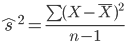 ŝ² = ∑(X − X̅)² / n − 1